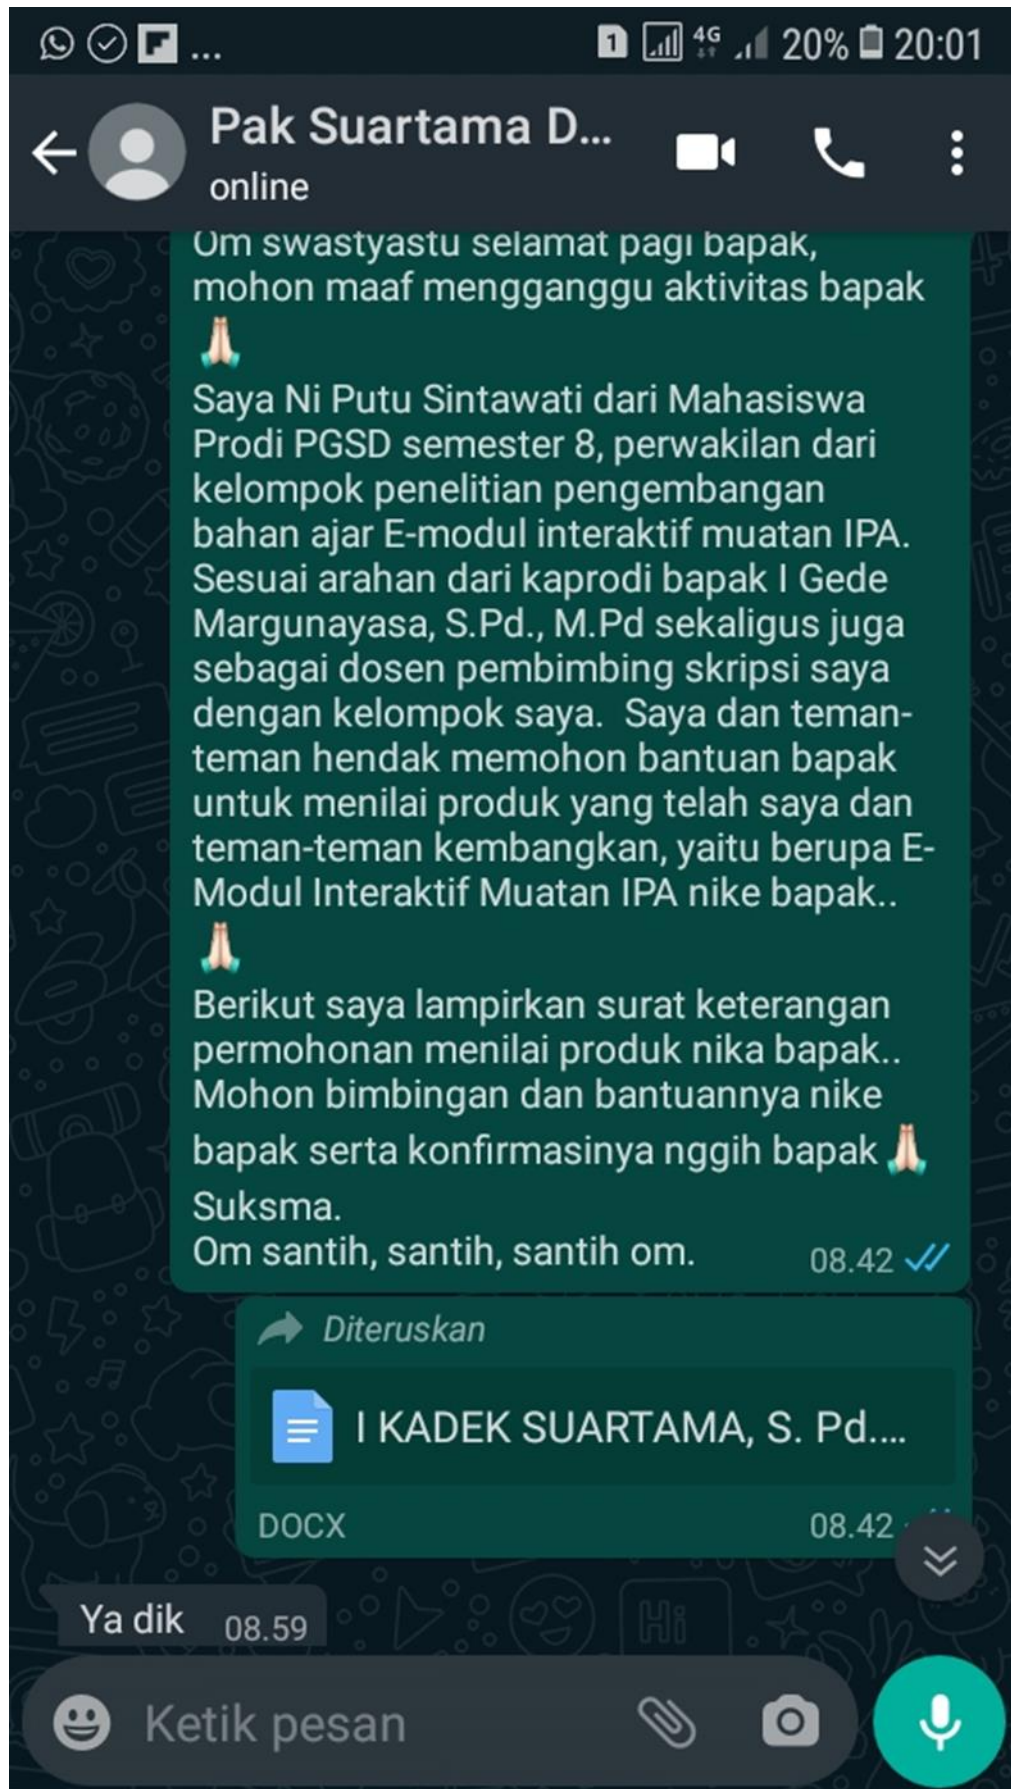 ... 1 4G 20% 20:01
Pak Suartama D...
online
Om swastyastu selamat pagi bapak,
mohon maaf mengganggu aktivitas bapak
🙏🏻
Saya Ni Putu Sintawati dari Mahasiswa
Prodi PGSD semester 8, perwakilan dari
kelompok penelitian pengembangan
bahan ajar E-modul interaktif muatan IPA.
Sesuai arahan dari kaprodi bapak I Gede
Margunayasa, S.Pd., M.Pd sekaligus juga
sebagai dosen pembimbing skripsi saya
dengan kelompok saya.  Saya dan teman-
teman hendak memohon bantuan bapak
untuk menilai produk yang telah saya dan
teman-teman kembangkan, yaitu berupa E-
Modul Interaktif Muatan IPA nike bapak..
🙏🏻
Berikut saya lampirkan surat keterangan
permohonan menilai produk nika bapak..
Mohon bimbingan dan bantuannya nike
bapak serta konfirmasinya nggih bapak🙏🏻
Suksma.
Om santih, santih, santih om. 08.42
Diteruskan
I KADEK SUARTAMA, S. Pd....
DOCX 08.42
Ya dik 08.59
Ketik pesan